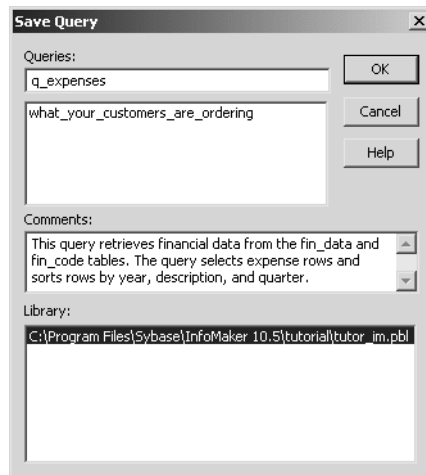 Save Query
Queries:
q_expenses
OK
what_your_customers_are_ordering
Cancel
Help
Comments:
This query retrieves financial data from the fin_data and
fin_code tables. The query selects expense rows and
sorts rows by year, description, and quarter.
Library:
C:\Program Files\Sybase\InfoMaker 10.5\tutorial\tutor_im.pbl